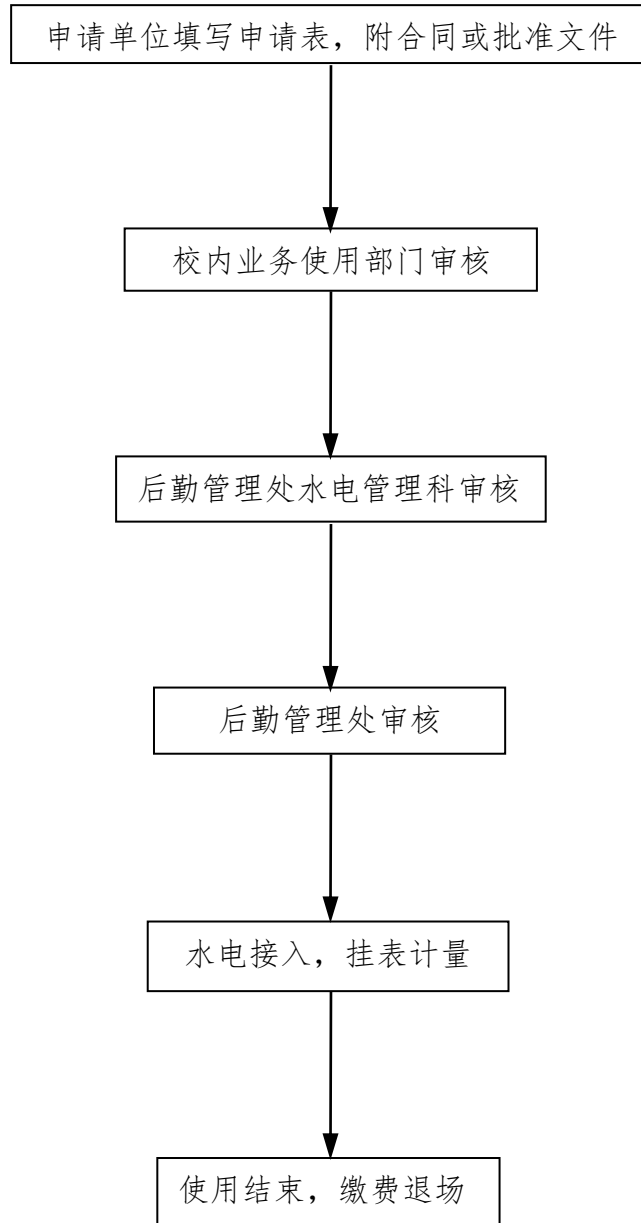 申请单位填写申请表，附合同或批准文件
校内业务使用部门审核
后勤管理处水电管理科审核
后勤管理处审核
水电接入，挂表计量
使用结束，缴费退场